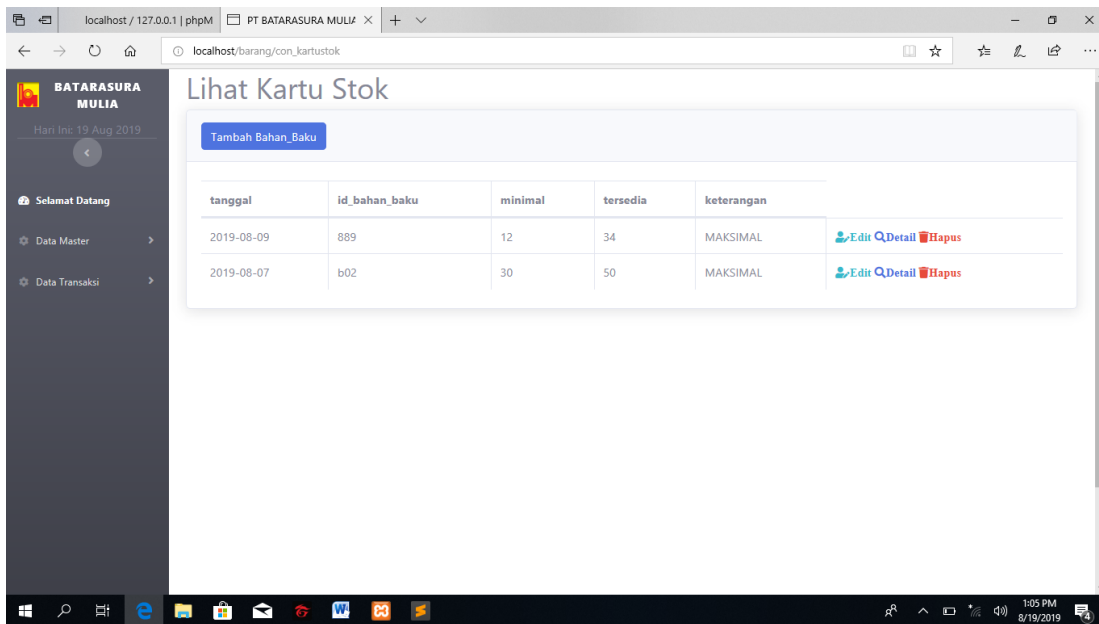 localhost / 127.0.0.1 | phpM
PT BATARASURA MULIA
localhost/barang/con_kartustok
BATARASURA
MULIA
Hari Ini: 19 Aug 2019
Selamat Datang
Data Master
Data Transaksi
Lihat Kartu Stok
Tambah Bahan_Baku
tanggal id_bahan_baku minimal tersedia keterangan
2019-08-09 889 12 34 MAKSIMAL Edit Detail Hapus
2019-08-07 b02 30 50 MAKSIMAL Edit Detail Hapus
1:05 PM
8/19/2019
4